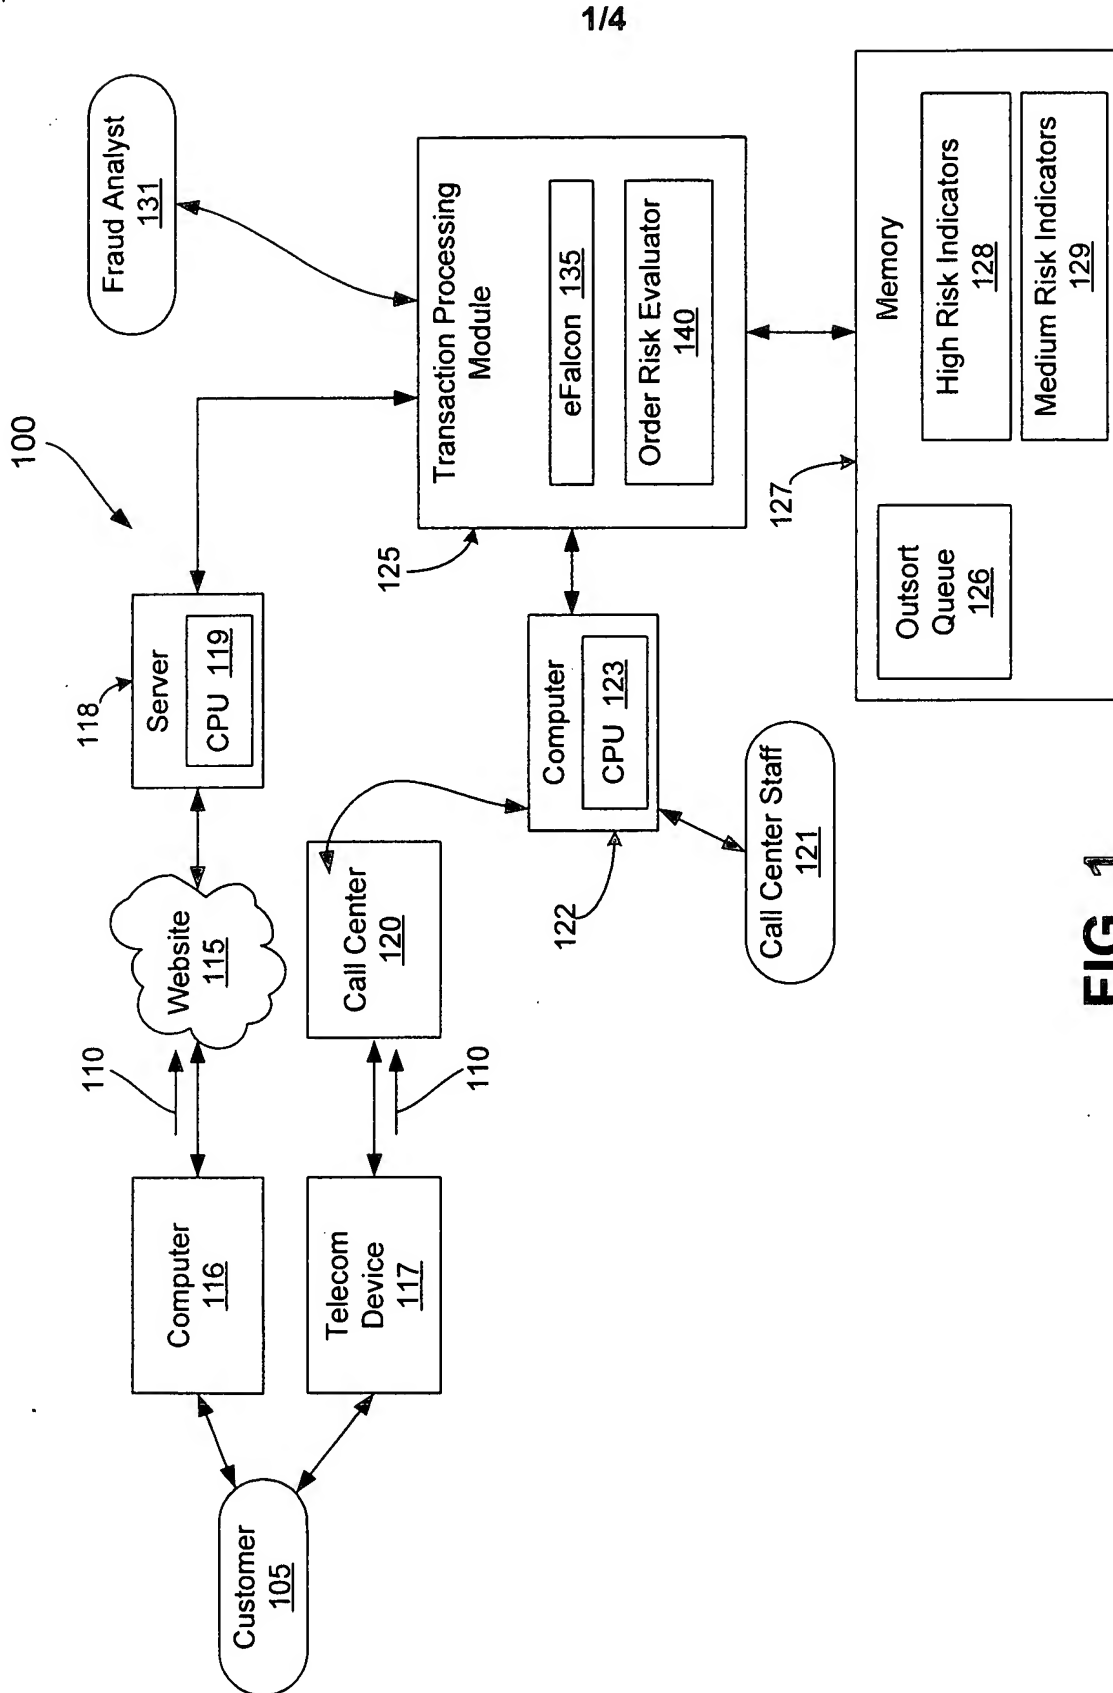 1/4
100
Fraud Analyst
131
118
Server
CPU 119
Transaction Processing
Module
eFalcon 135
Order Risk Evaluator
140
125
Website
115
110
Computer
116
Customer
105
Telecom
Device
117
110
Call Center
120
Computer
CPU 123
122
Call Center Staff
121
127
Memory
Outsort
Queue
126
High Risk Indicators
128
Medium Risk Indicators
129
FIG. 1